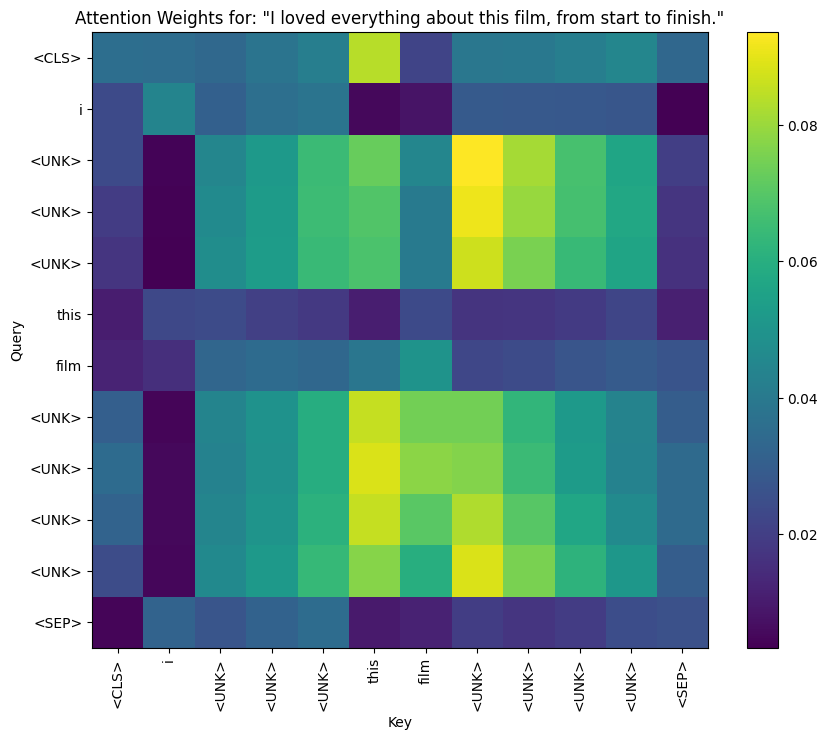 Attention Weights for: "I loved everything about this film, from start to finish."
<CLS>
i
<UNK>
<UNK>
<UNK>
this
film
<UNK>
<UNK>
<UNK>
<UNK>
<SEP>
Query
<CLS>
i
<UNK>
<UNK>
<UNK>
this
film
<UNK>
<UNK>
<UNK>
<UNK>
<SEP>
Key
0.08
0.06
0.04
0.02